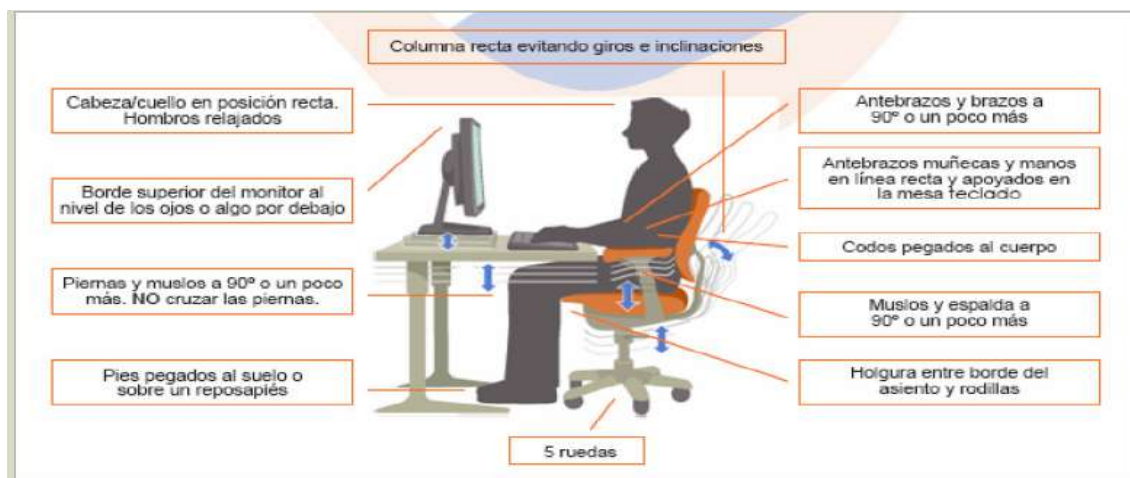 Columna recta evitando giros e inclinaciones
Cabeza/cuello en posición recta.
Hombros relajados
Borde superior del monitor al
nivel de los ojos o algo por debajo
Piernas y muslos a 90º o un poco
más. NO cruzar las piernas.
Pies pegados al suelo o
sobre un reposapiés
Antebrazos y brazos a
90º o un poco más
Antebrazos muñecas y manos
en línea recta y apoyados en
la mesa teclado
Codos pegados al cuerpo
Muslos y espalda a
90º o un poco más
Holgura entre borde del
asiento y rodillas
5 ruedas